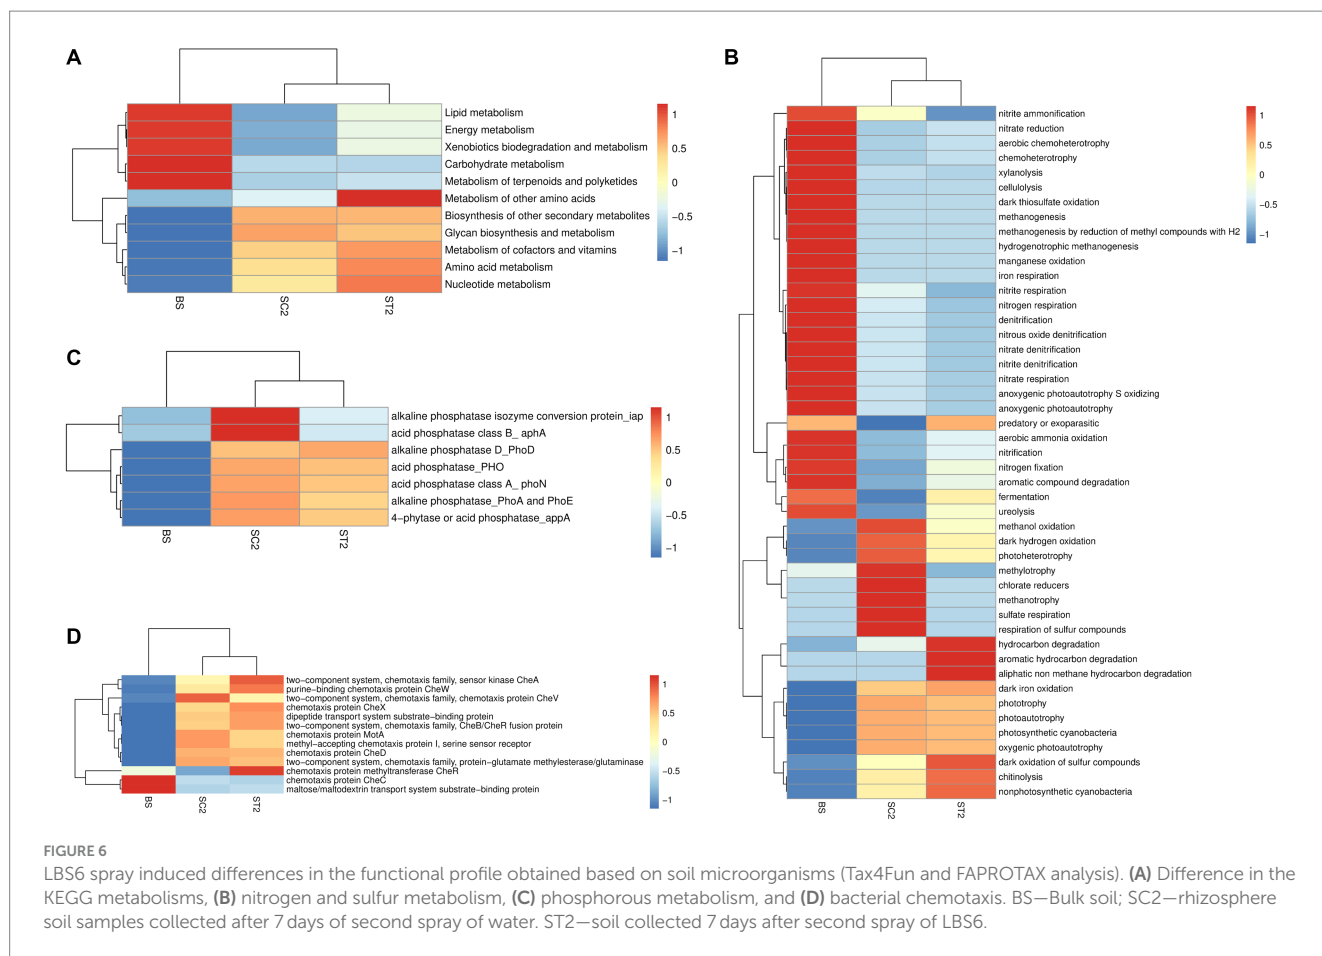 A
Lipid metabolism
Energy metabolism
Xenobiotics biodegradation and metabolism
Carbohydrate metabolism
Metabolism of terpenoids and polyketides
Metabolism of other amino acids
Biosynthesis of other secondary metabolites
Glycan biosynthesis and metabolism
Metabolism of cofactors and vitamins
Amino acid metabolism
Nucleotide metabolism
BS
SC2
ST2
1
0.5
0
−0.5
−1
B
nitrite ammonification
nitrate reduction
aerobic chemoheterotrophy
chemoheterotrophy
xylanolysis
cellulolysis
dark thiosulfate oxidation
methanogenesis
methanogenesis by reduction of methyl compounds with H2
hydrogenotrophic methanogenesis
manganese oxidation
iron respiration
nitrite respiration
nitrogen respiration
denitrification
nitrous oxide denitrification
nitrate denitrification
nitrite denitrification
nitrate respiration
anoxygenic photoautotrophy S oxidizing
anoxygenic photoautotrophy
predatory or exoparasitic
aerobic ammonia oxidation
nitrification
nitrogen fixation
aromatic compound degradation
fermentation
ureolysis
methanol oxidation
dark hydrogen oxidation
photoheterotrophy
methylotrophy
chlorate reducers
methanotrophy
sulfate respiration
respiration of sulfur compounds
hydrocarbon degradation
aromatic hydrocarbon degradation
aliphatic non methane hydrocarbon degradation
dark iron oxidation
phototrophy
photoautotrophy
photosynthetic cyanobacteria
oxygenic photoautotrophy
dark oxidation of sulfur compounds
chitinolysis
nonphotosynthetic cyanobacteria
BS
SC2
ST2
1
0.5
0
−0.5
−1
C
alkaline phosphatase isozyme conversion protein_iap
acid phosphatase class B_ aphA
alkaline phosphatase D_PhoD
acid phosphatase_PHO
acid phosphatase class A_ phoN
alkaline phosphatase_PhoA and PhoE
4−phytase or acid phosphatase_appA
BS
SC2
ST2
1
0.5
0
−0.5
−1
D
two−component system, chemotaxis family, sensor kinase CheA
purine−binding chemotaxis protein CheW
two−component system, chemotaxis family, chemotaxis protein CheV
chemotaxis protein CheX
dipeptide transport system substrate−binding protein
two−component system, chemotaxis family, CheB/CheR fusion protein
chemotaxis protein MotA
methyl−accepting chemotaxis protein I, serine sensor receptor
chemotaxis protein CheD
two−component system, chemotaxis family, protein−glutamate methylesterase/glutaminase
chemotaxis protein methyltransferase CheR
chemotaxis protein CheC
maltose/maltodextrin transport system substrate−binding protein
BS
SC2
ST2
1
0.5
0
−0.5
−1
FIGURE 6
LBS6 spray induced differences in the functional profile obtained based on soil microorganisms (Tax4Fun and FAPROTAX analysis). (A) Difference in the
KEGG metabolisms, (B) nitrogen and sulfur metabolism, (C) phosphorous metabolism, and (D) bacterial chemotaxis. BS—Bulk soil; SC2—rhizosphere
soil samples collected after 7 days of second spray of water. ST2—soil collected 7 days after second spray of LBS6.